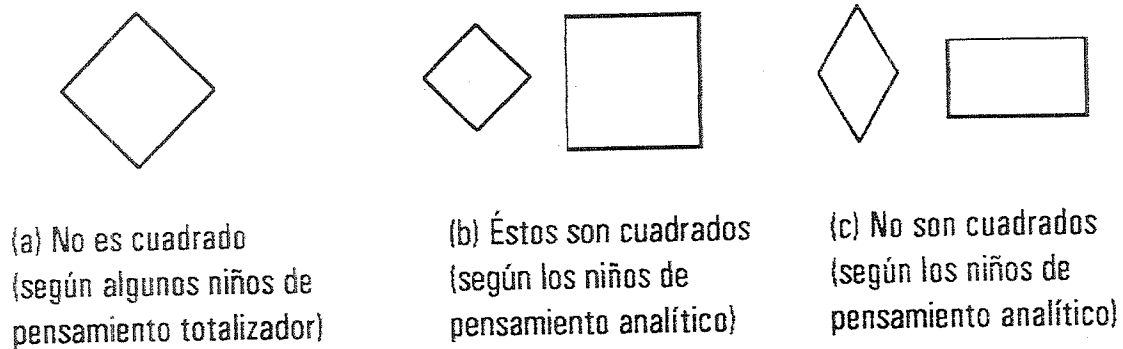 (a) No es cuadrado
(según algunos niños de
pensamiento totalizador)
(b) Éstos son cuadrados
(según los niños de
pensamiento analítico)
(c) No son cuadrados
(según los niños de
pensamiento analítico)